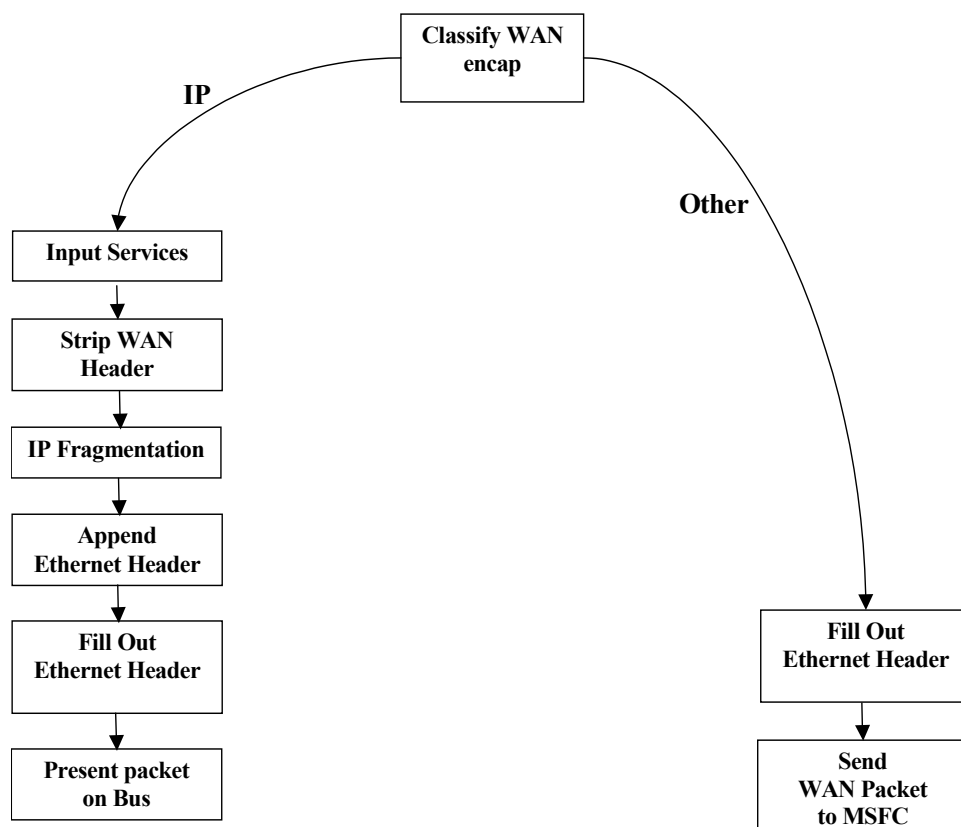 Classify WAN
encap
IP
Other
Input Services
Strip WAN
Header
IP Fragmentation
Append
Ethernet Header
Fill Out
Ethernet Header
Present packet
on Bus
Fill Out
Ethernet Header
Send
WAN Packet
to MSFC